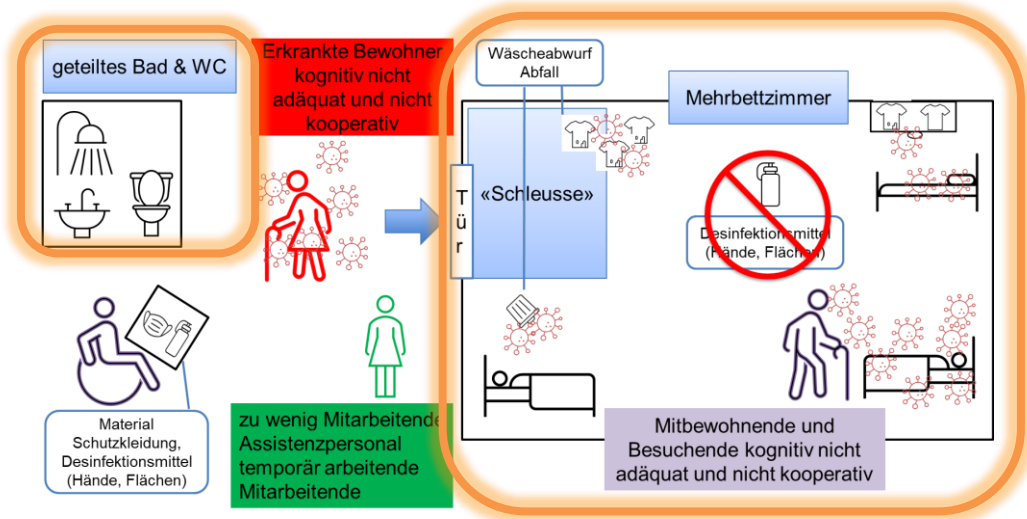 geteiltes Bad & WC
Erkrankte Bewohner
kognitiv nicht
adäquat und nicht
kooperativ
Wäscheabwurf
Abfall
Mehrbettzimmer
Tür
«Schleusse»
Desinfektionsmittel
(Hände, Flächen)
Material
Schutzkleidung,
Desinfektionsmittel
(Hände, Flächen)
zu wenig Mitarbeitende
Assistenzpersonal
temporär arbeitende
Mitarbeitende
Mitbewohnende und
Besuchende kognitiv nicht
adäquat und nicht kooperativ